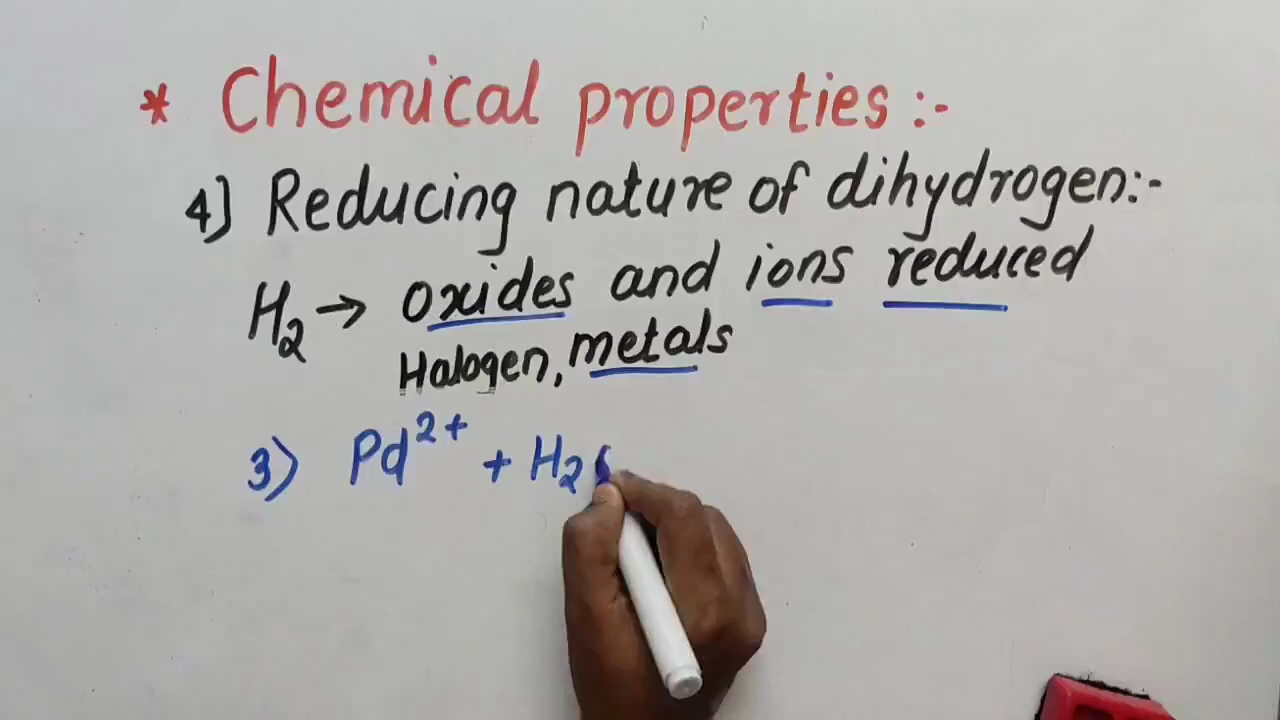 * Chemical properties :-
4) Reducing nature of dihydrogen:-
H₂ → oxides and ions reduced
Halogen, metals
3) Pd²⁺ + H₂